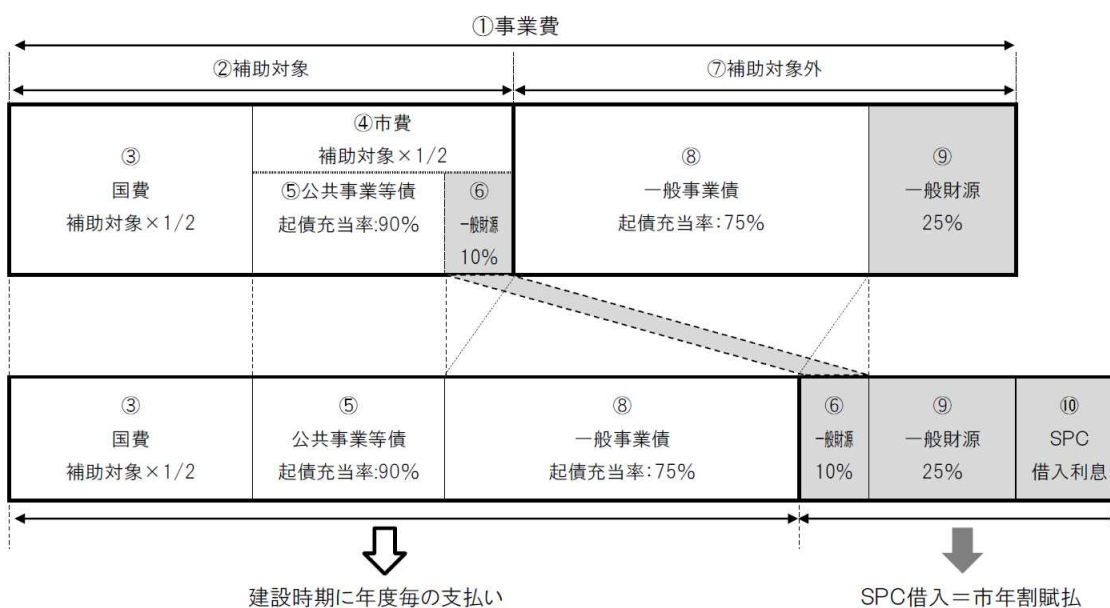 ①事業費
②補助対象
⑦補助対象外
③
国費
補助対象×1/2
④市費
補助対象×1/2
⑤公共事業等債
起債充当率:90%
⑥
一般財源
10%
⑧
一般事業債
起債充当率:75%
⑨
一般財源
25%
③
国費
補助対象×1/2
⑤
公共事業等債
起債充当率:90%
⑧
一般事業債
起債充当率:75%
⑥
一般財源
10%
⑨
一般財源
25%
⑩
SPC
借入利息
建設時期に年度毎の支払い
SPC借入=市年割賦払